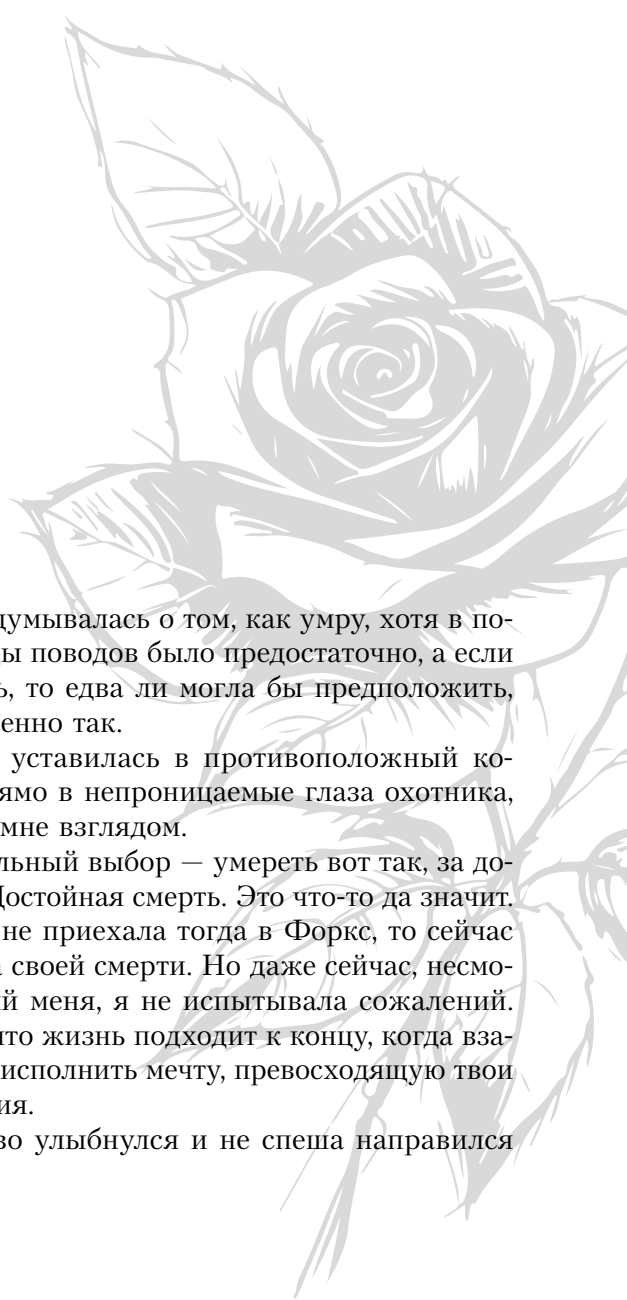 думывалась о том, как умру, хотя в по-
ы поводов было предостаточно, а если
ь, то едва ли могла бы предположить,
енно так.
уставилась в противоположный ко-
ямо в непроницаемые глаза охотника,
мне взглядом.
льный выбор — умереть вот так, за до-
Достойная смерть. Это что-то да значит.
не приехала тогда в Форкс, то сейчас
а своей смерти. Но даже сейчас, несмо-
ий меня, я не испытывала сожалений.
что жизнь подходит к концу, когда вза-
исполнить мечту, превосходящую твои
ия.
во улыбнулся и не спеша направился